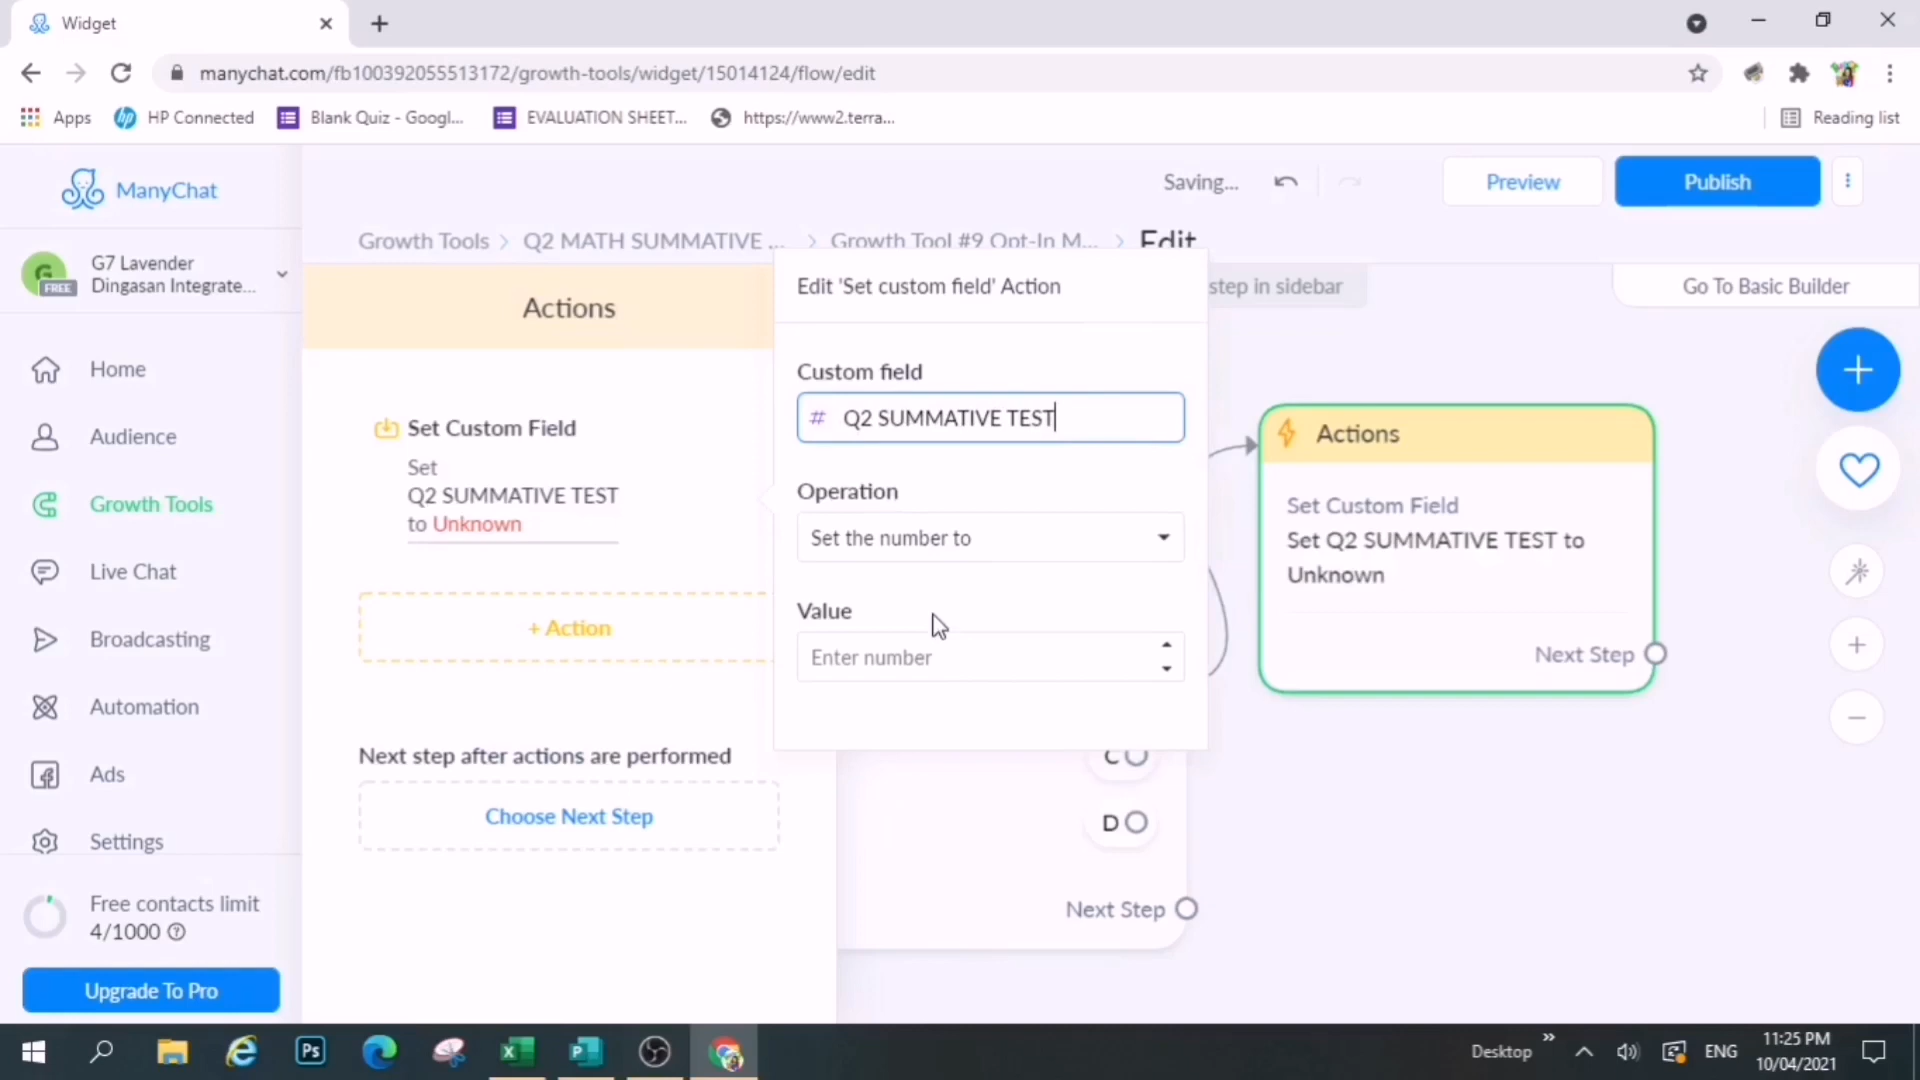 Widget
manychat.com/fb100392055513172/growth-tools/widget/15014124/flow/edit
Apps
HP Connected
Blank Quiz - Googl...
EVALUATION SHEET...
https://www2.terra...
Reading list
ManyChat
Saving...
Preview
Publish
Growth Tools
Q2 MATH SUMMATIVE ...
Growth Tool #9 Opt-In M...
Edit
G7 Lavender
Dingasan Integrate...
FREE
Actions
Edit 'Set custom field' Action
step in sidebar
Go To Basic Builder
Home
Audience
Growth Tools
Live Chat
Broadcasting
Automation
Ads
Settings
Free contacts limit
4/1000
Upgrade To Pro
Set Custom Field
Set
Q2 SUMMATIVE TEST
to Unknown
+ Action
Next step after actions are performed
Choose Next Step
Custom field
# Q2 SUMMATIVE TEST
Operation
Set the number to
Value
Enter number
C
D
Next Step
Actions
Set Custom Field
Set Q2 SUMMATIVE TEST to
Unknown
Next Step
Ps
Desktop
ENG
11:25 PM
10/04/2021